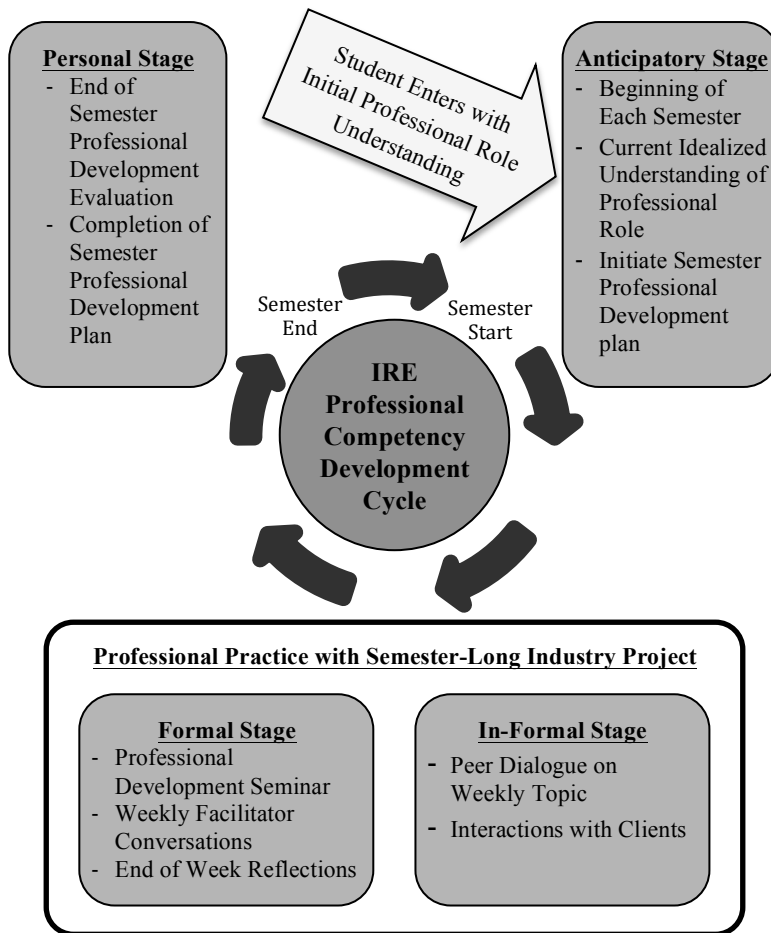 Personal Stage
- End of
Semester
Professional
Development
Evaluation
- Completion of
Semester
Professional
Development
Plan
Student Enters with
Initial Professional Role
Understanding
Anticipatory Stage
- Beginning of
Each Semester
- Current Idealized
Understanding of
Professional
Role
- Initiate Semester
Professional
Development
plan
Semester
End
Semester
Start
IRE
Professional
Competency
Development
Cycle
Professional Practice with Semester-Long Industry Project
Formal Stage
- Professional
Development Seminar
- Weekly Facilitator
Conversations
- End of Week Reflections
In-Formal Stage
- Peer Dialogue on
Weekly Topic
- Interactions with Clients